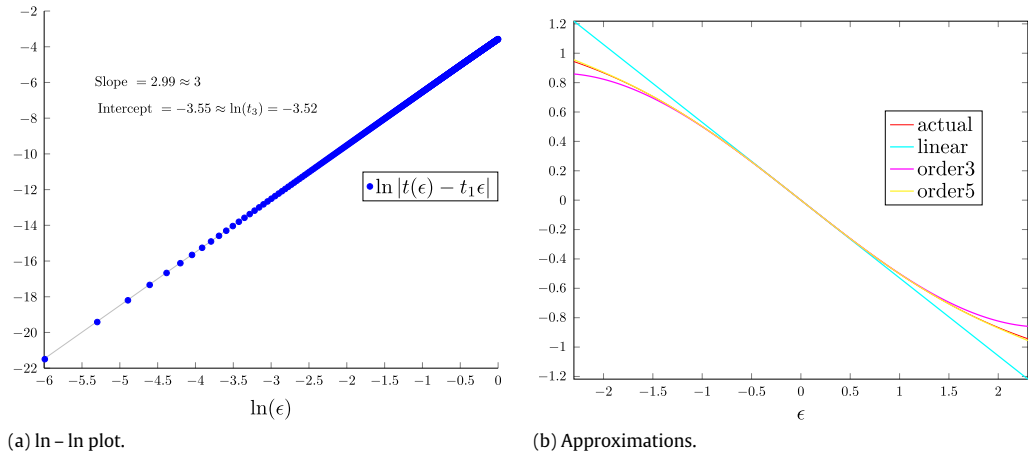 −2
−4
−6
−8
−10
−12
−14
−16
−18
−20
−22
Slope = 2.99 ≈ 3
Intercept = −3.55 ≈ ln(t₃) = −3.52
ln |t(ϵ) − t₁ϵ|
−6 −5.5 −5 −4.5 −4 −3.5 −3 −2.5 −2 −1.5 −1 −0.5 0
ln(ϵ)
(a) ln – ln plot.
1.2
1
0.8
0.6
0.4
0.2
0
−0.2
−0.4
−0.6
−0.8
−1
−1.2
actual
linear
order3
order5
−2 −1.5 −1 −0.5 0 0.5 1 1.5 2
ϵ
(b) Approximations.